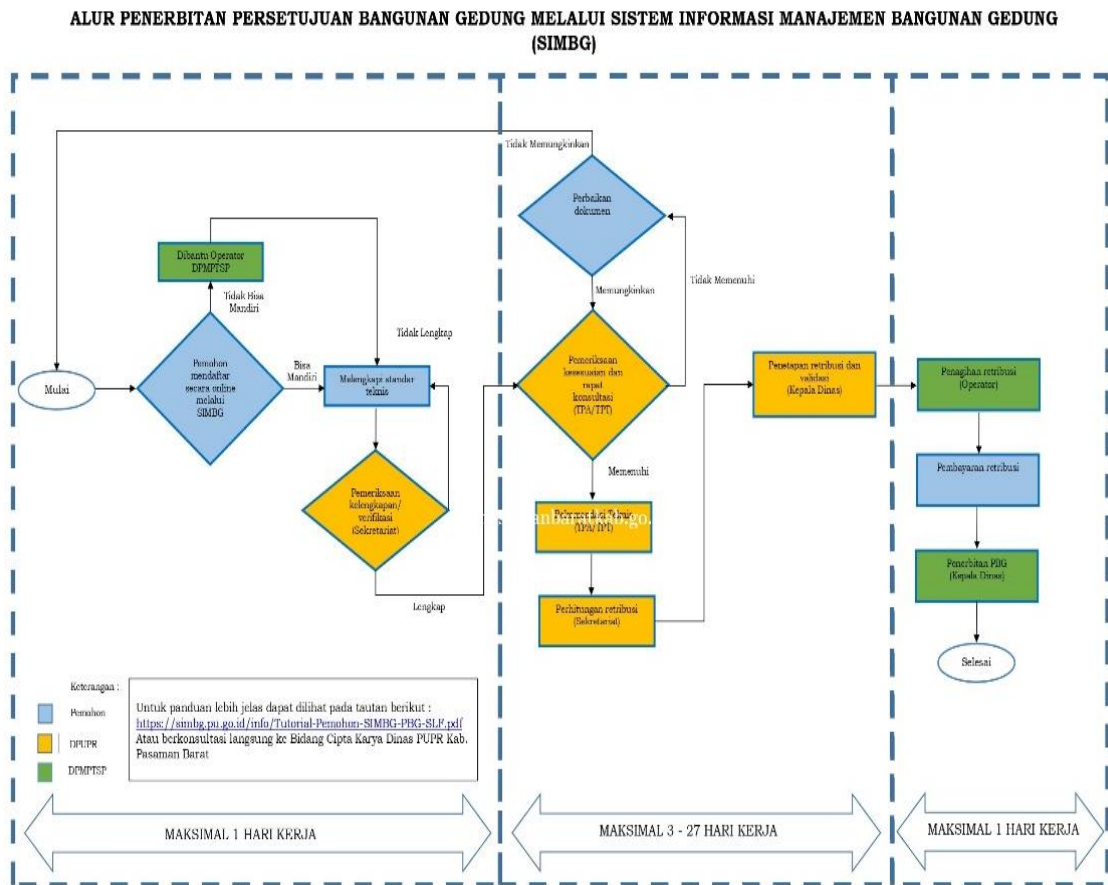 ALUR PENERBITAN PERSETUJUAN BANGUNAN GEDUNG MELALUI SISTEM INFORMASI MANAJEMEN BANGUNAN GEDUNG
(SIMBG)
Tidak Memungkinkan
Perbaikan
dokumen
Dibantu Operator
DPMPTSP
Tidak Bisa
Mandiri
Memungkinkan
Tidak Memenuhi
Tidak Lengkap
Mulai
Pemohon
mendaftar
secara online
melalui
SIMBG
Bisa
Mandiri
Melengkapi standar
teknis
Pemeriksaan
kesesuaian dan
rapat
konsultasi
(TPA/TPT)
Penetapan retribusi dan
validasi
(Kepala Dinas)
Penagihan retribusi
(Operator)
Pemeriksaan
kelengkapan/
verifikasi
(Sekretariat)
Memenuhi
Pembayaran retribusi
Teknis
(TPA/TPT)
anbaratkab.go.
Lengkap
Perhitungan retribusi
(Sekretariat)
Penerbitan PBG
(Kepala Dinas)
Selesai
Keterangan :
Pemohon
DPUPR
DPMPTSP
Untuk panduan lebih jelas dapat dilihat pada tautan berikut :
https://simbg.pu.go.id/info/Tutorial-Pemohon-SIMBG-PBG-SLF.pdf
Atau berkonsultasi langsung ke Bidang Cipta Karya Dinas PUPR Kab.
Pasaman Barat
MAKSIMAL 1 HARI KERJA
MAKSIMAL 3 - 27 HARI KERJA
MAKSIMAL 1 HARI KERJA